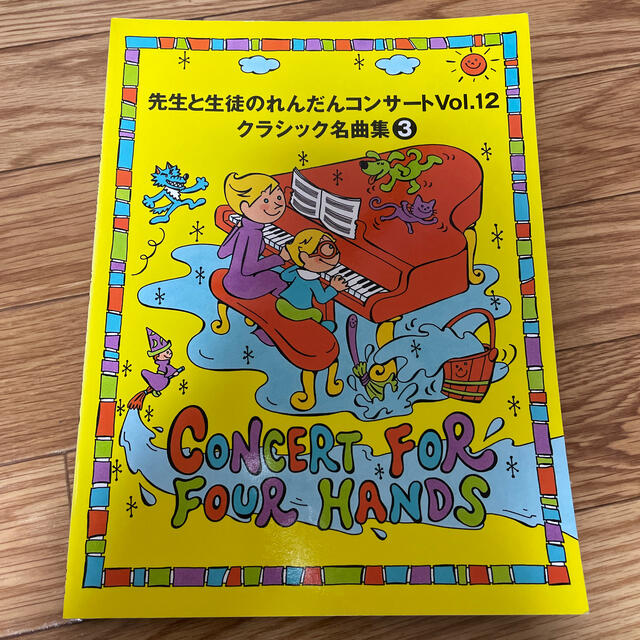 先生と生徒のれんだんコンサートVol.12
クラシック名曲集❸
CONCERT FOR
FOUR HANDS